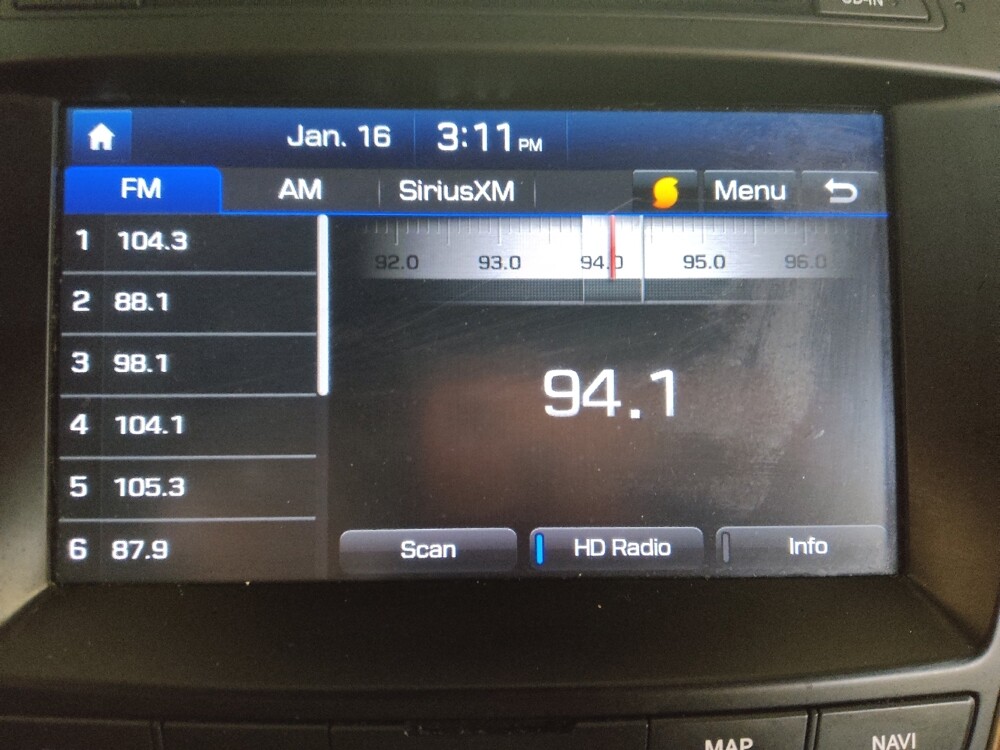 Jan. 16 3:11 PM
FM AM SiriusXM Menu
1 104.3
2 88.1
3 98.1
4 104.1
5 105.3
6 87.9
92.0 93.0 94.0 95.0 96.0
94.1
Scan HD Radio Info
MAP NAVI